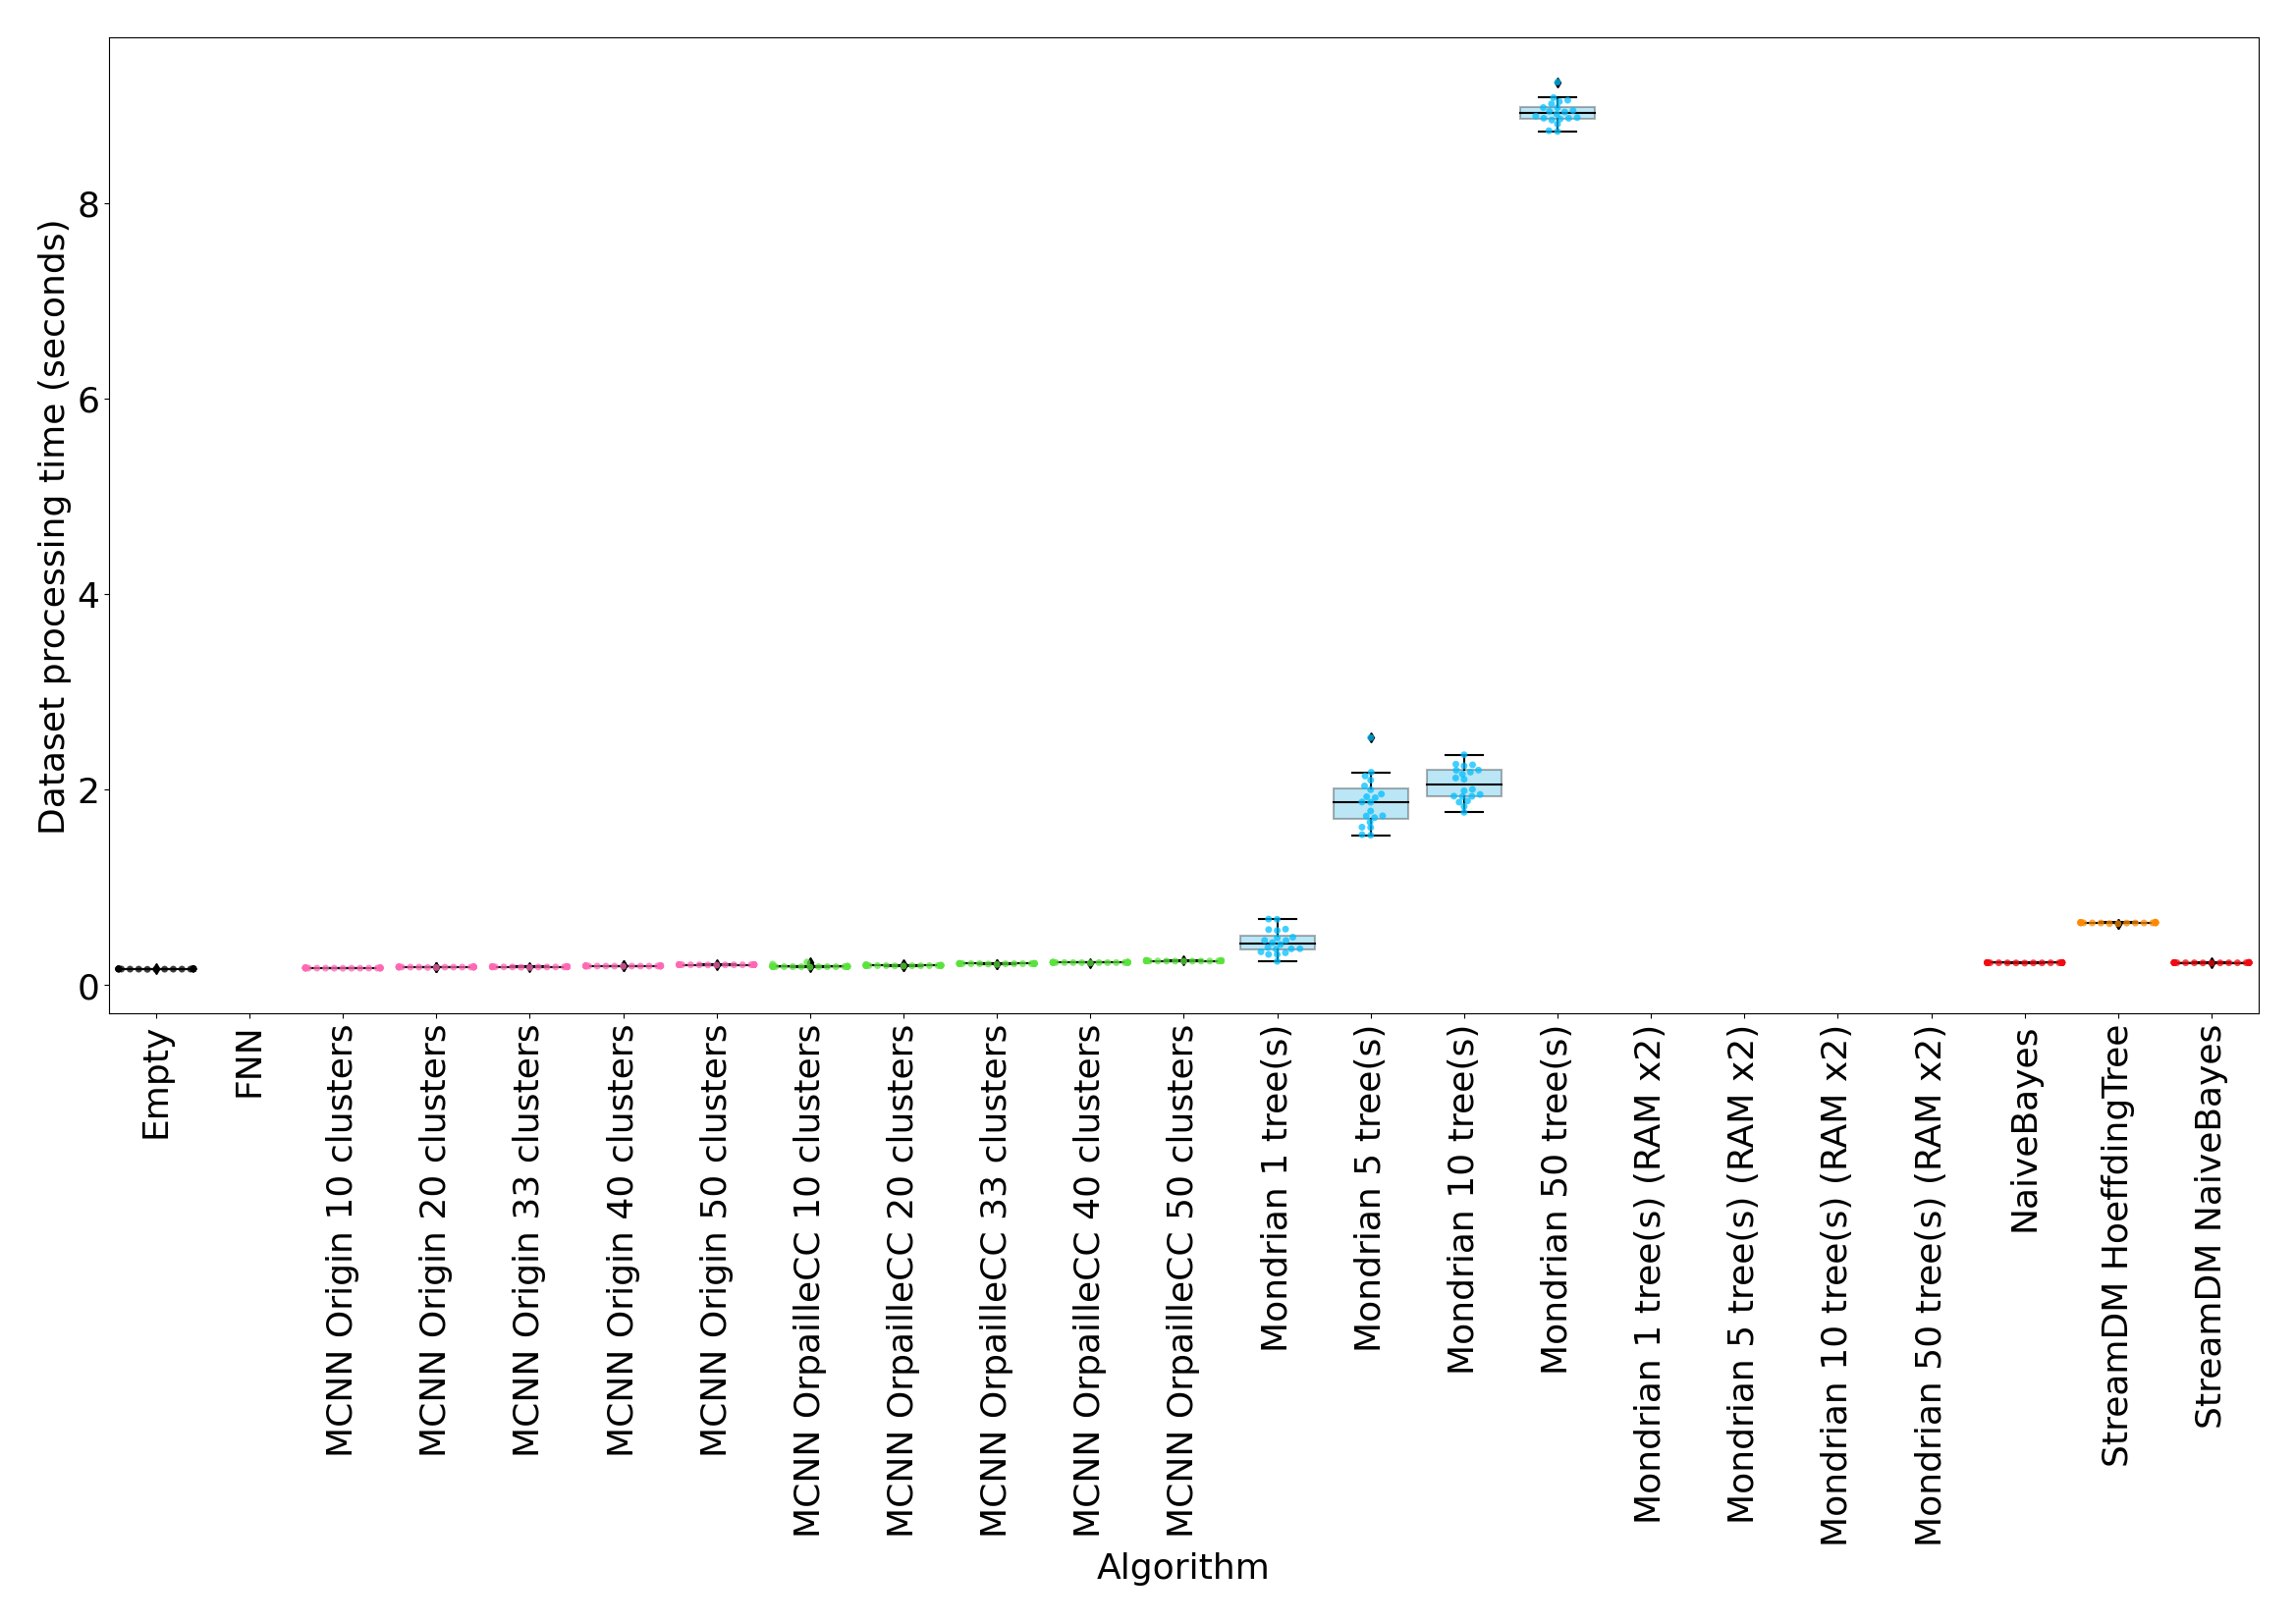 Dataset processing time (seconds)
8
6
4
2
0
Empty
FNN
MCNN Origin 10 clusters
MCNN Origin 20 clusters
MCNN Origin 33 clusters
MCNN Origin 40 clusters
MCNN Origin 50 clusters
MCNN OrpailleCC 10 clusters
MCNN OrpailleCC 20 clusters
MCNN OrpailleCC 33 clusters
MCNN OrpailleCC 40 clusters
MCNN OrpailleCC 50 clusters
Mondrian 1 tree(s)
Mondrian 5 tree(s)
Mondrian 10 tree(s)
Mondrian 50 tree(s)
Mondrian 1 tree(s) (RAM x2)
Mondrian 5 tree(s) (RAM x2)
Mondrian 10 tree(s) (RAM x2)
Mondrian 50 tree(s) (RAM x2)
NaiveBayes
StreamDM HoeffdingTree
StreamDM NaiveBayes
Algorithm